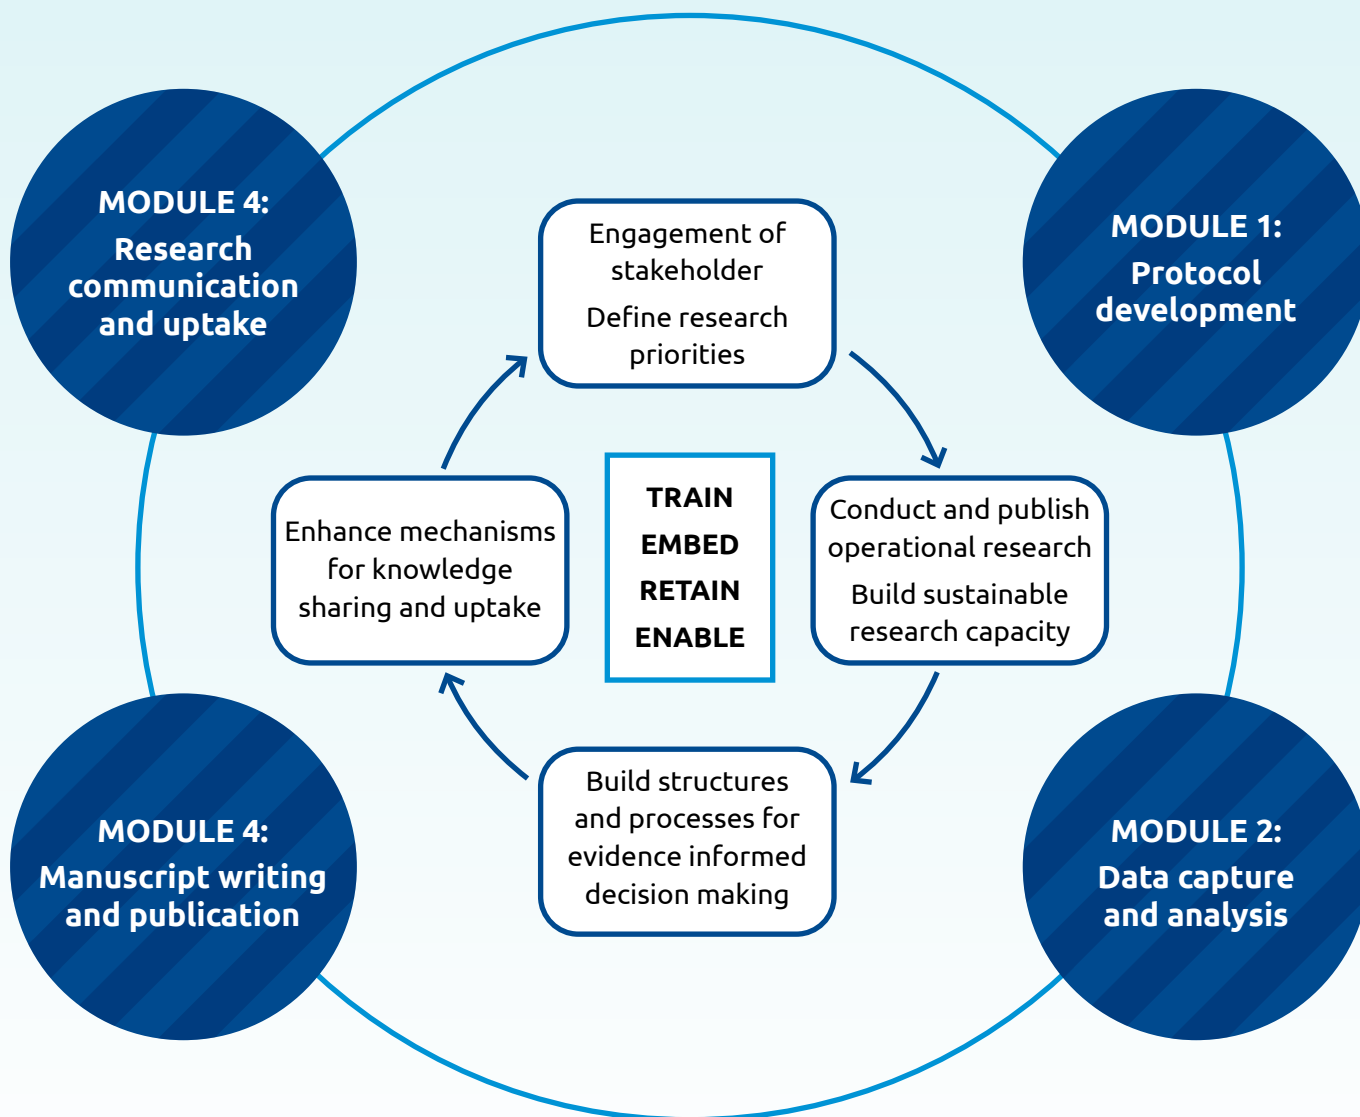 MODULE 4:
Research
communication
and uptake
MODULE 1:
Protocol
development
Engagement of
stakeholder
Define research
priorities
Enhance mechanisms
for knowledge
sharing and uptake
TRAIN
EMBED
RETAIN
ENABLE
Conduct and publish
operational research
Build sustainable
research capacity
Build structures
and processes for
evidence informed
decision making
MODULE 4:
Manuscript writing
and publication
MODULE 2:
Data capture
and analysis